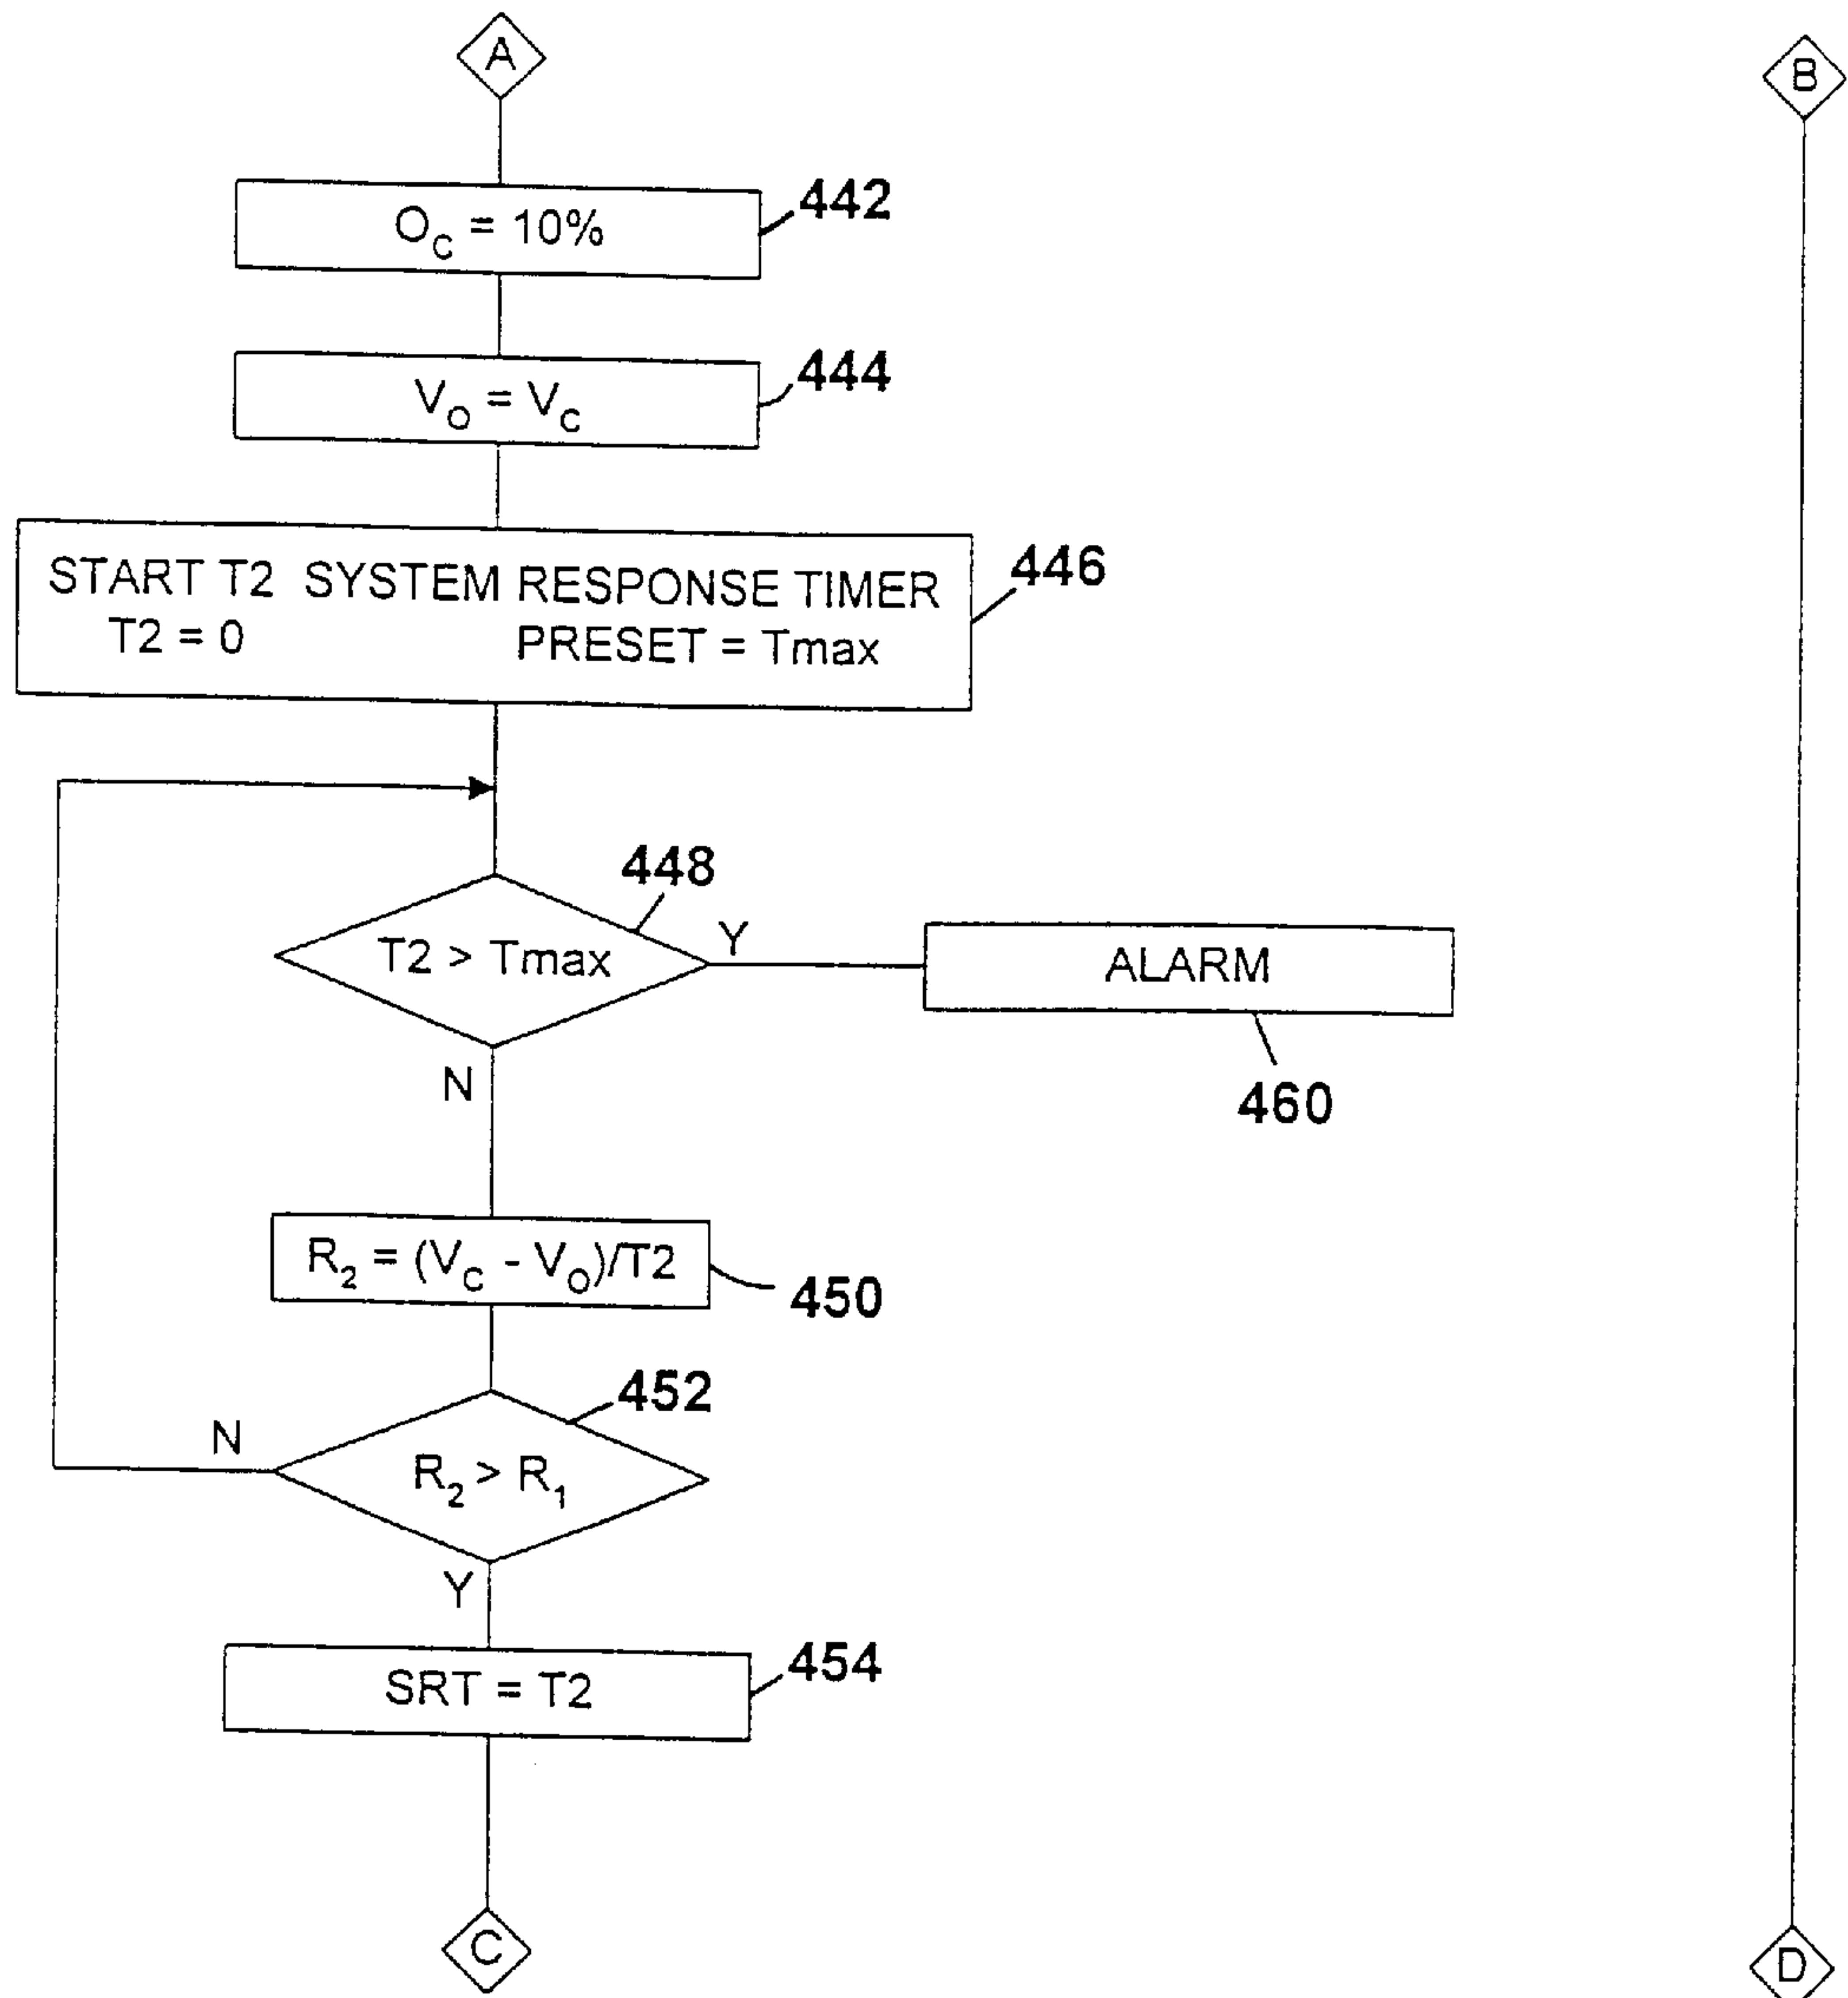 A
B
O_C = 10%
442
V_O = V_C
444
START T2 SYSTEM RESPONSE TIMER
T2 = 0 PRESET = Tmax
446
448
T2 > Tmax
Y
ALARM
N
460
R_2 = (V_C - V_O)/T2
450
452
N
R_2 > R_1
Y
SRT = T2
454
C
D